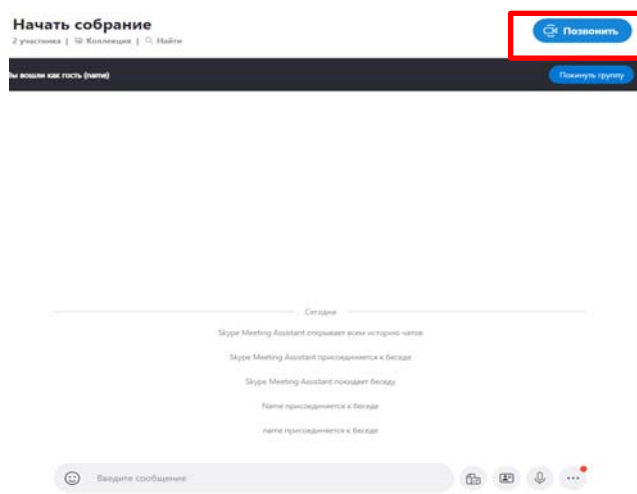 Начать собрание
2 участника | Коллекция | Найти
Позвонить
Вы вошли как гость (name)
Покинуть группу
Сегодня
Skype Meeting Assistant открывает всем историю чатов
Skype Meeting Assistant присоединяется к беседе
Skype Meeting Assistant покидает беседу
Name присоединяется к беседе
name присоединяется к беседе
Введите сообщение